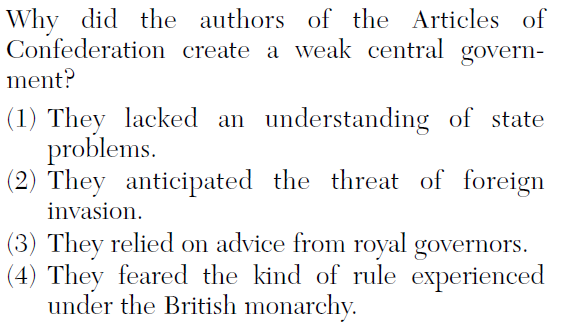 Why did the authors of the Articles of
Confederation create a weak central govern-
ment?
(1) They lacked an understanding of state
problems.
(2) They anticipated the threat of foreign
invasion.
(3) They relied on advice from royal governors.
(4) They feared the kind of rule experienced
under the British monarchy.